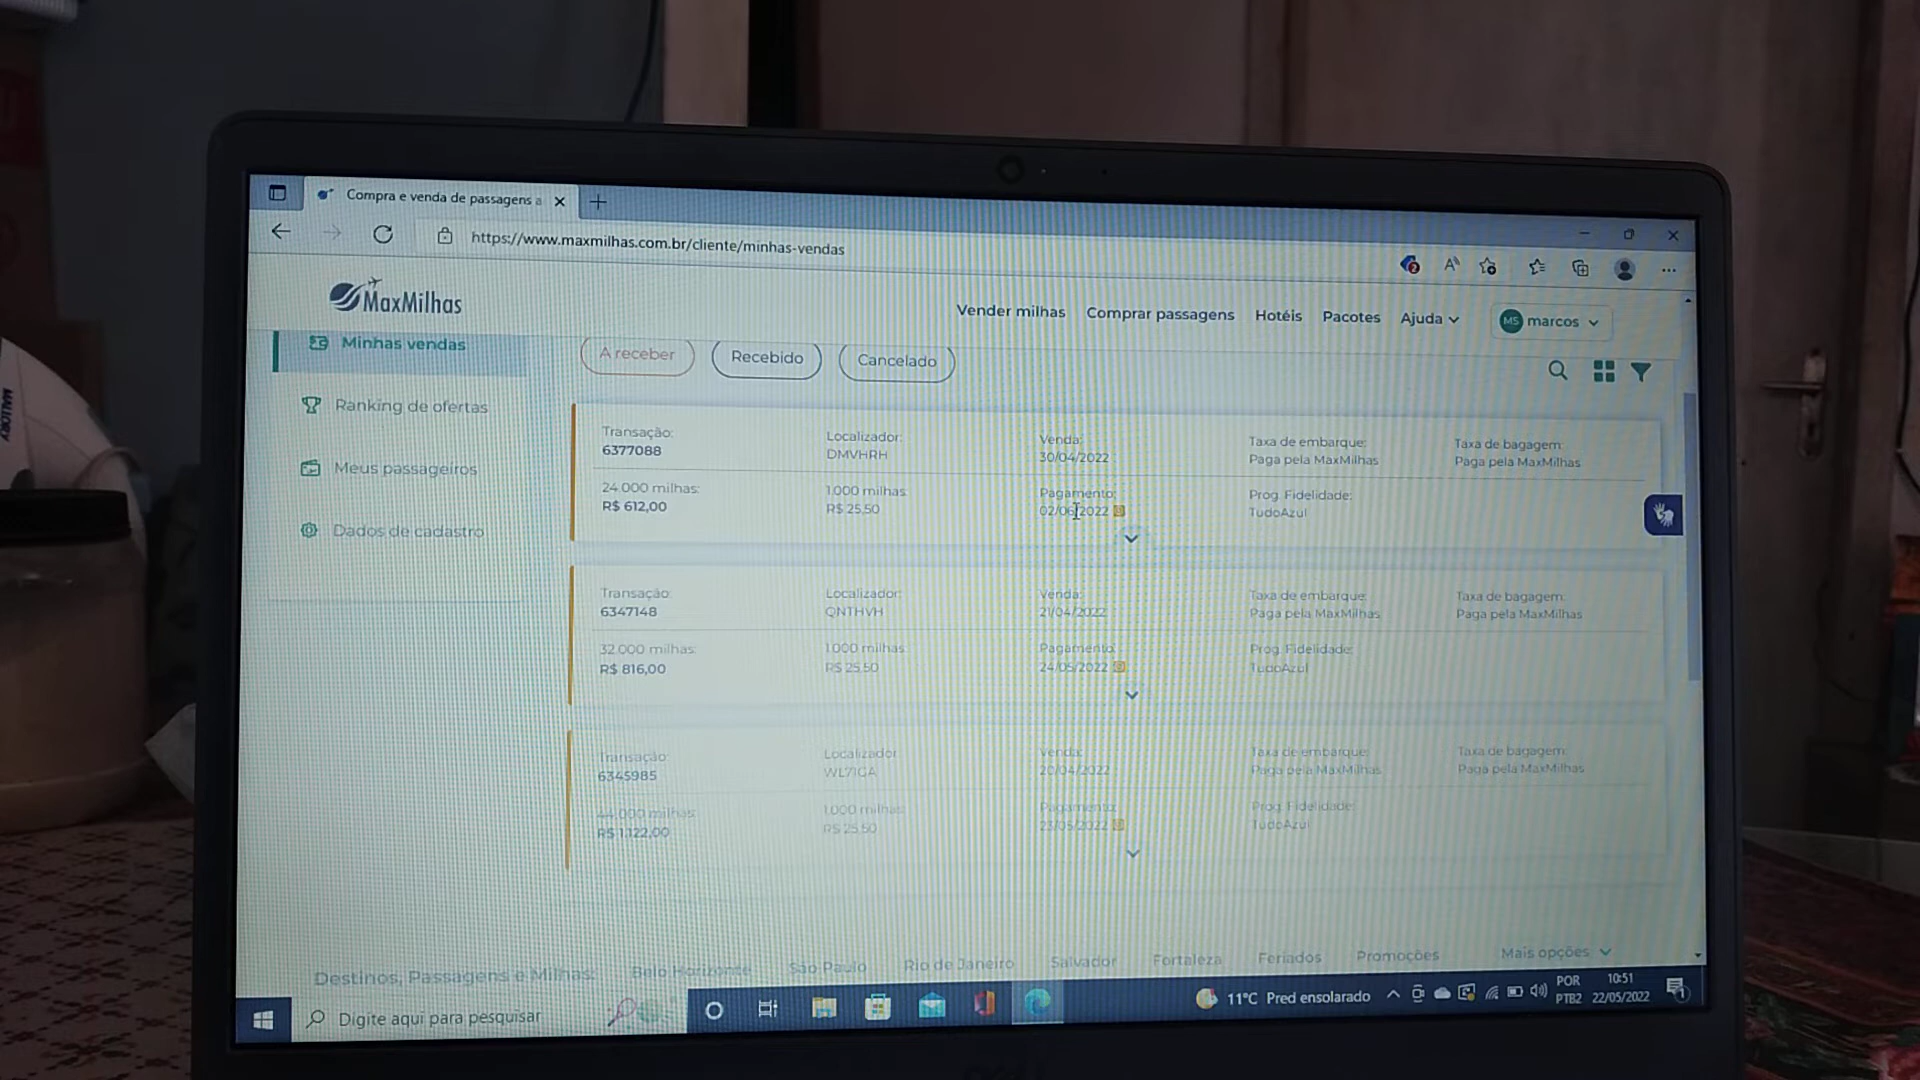 Compra e venda de passagens a
https://www.maxmilhas.com.br/cliente/minhas-vendas
MaxMilhas
Vender milhas Comprar passagens Hotéis Pacotes Ajuda MS marcos
Minhas vendas
Ranking de ofertas
Meus passageiros
Dados de cadastro
A receber Recebido Cancelado
Transação: Localizador: Venda: Taxa de embarque: Taxa de bagagem:
6377088 DMVHRH 30/04/2022 Paga pela MaxMilhas Paga pela MaxMilhas
24.000 milhas: 1.000 milhas: Pagamento: Prog. Fidelidade:
R$ 612,00 R$ 25,50 02/06/2022 TudoAzul
Transação: Localizador: Venda: Taxa de embarque: Taxa de bagagem:
6347148 QNTHVH 21/04/2022 Paga pela MaxMilhas Paga pela MaxMilhas
32.000 milhas: 1.000 milhas: Pagamento: Prog. Fidelidade:
R$ 816,00 R$ 25,50 24/05/2022 TudoAzul
Transação: Localizador: Venda: Taxa de embarque: Taxa de bagagem:
6345985 20/04/2022 Paga pela MaxMilhas Paga pela MaxMilhas
44.000 milhas: 1.000 milhas: Pagamento: Prog. Fidelidade:
R$ 1.122,00 R$ 25,50 23/05/2022 TudoAzul
Destinos, Passagens e Milhas: Belo Horizonte São Paulo Rio de Janeiro Salvador Fortaleza Feriados Promoções Mais opções
Digite aqui para pesquisar
11°C Pred ensolarado
POR
PTB2
10:51
22/05/2022